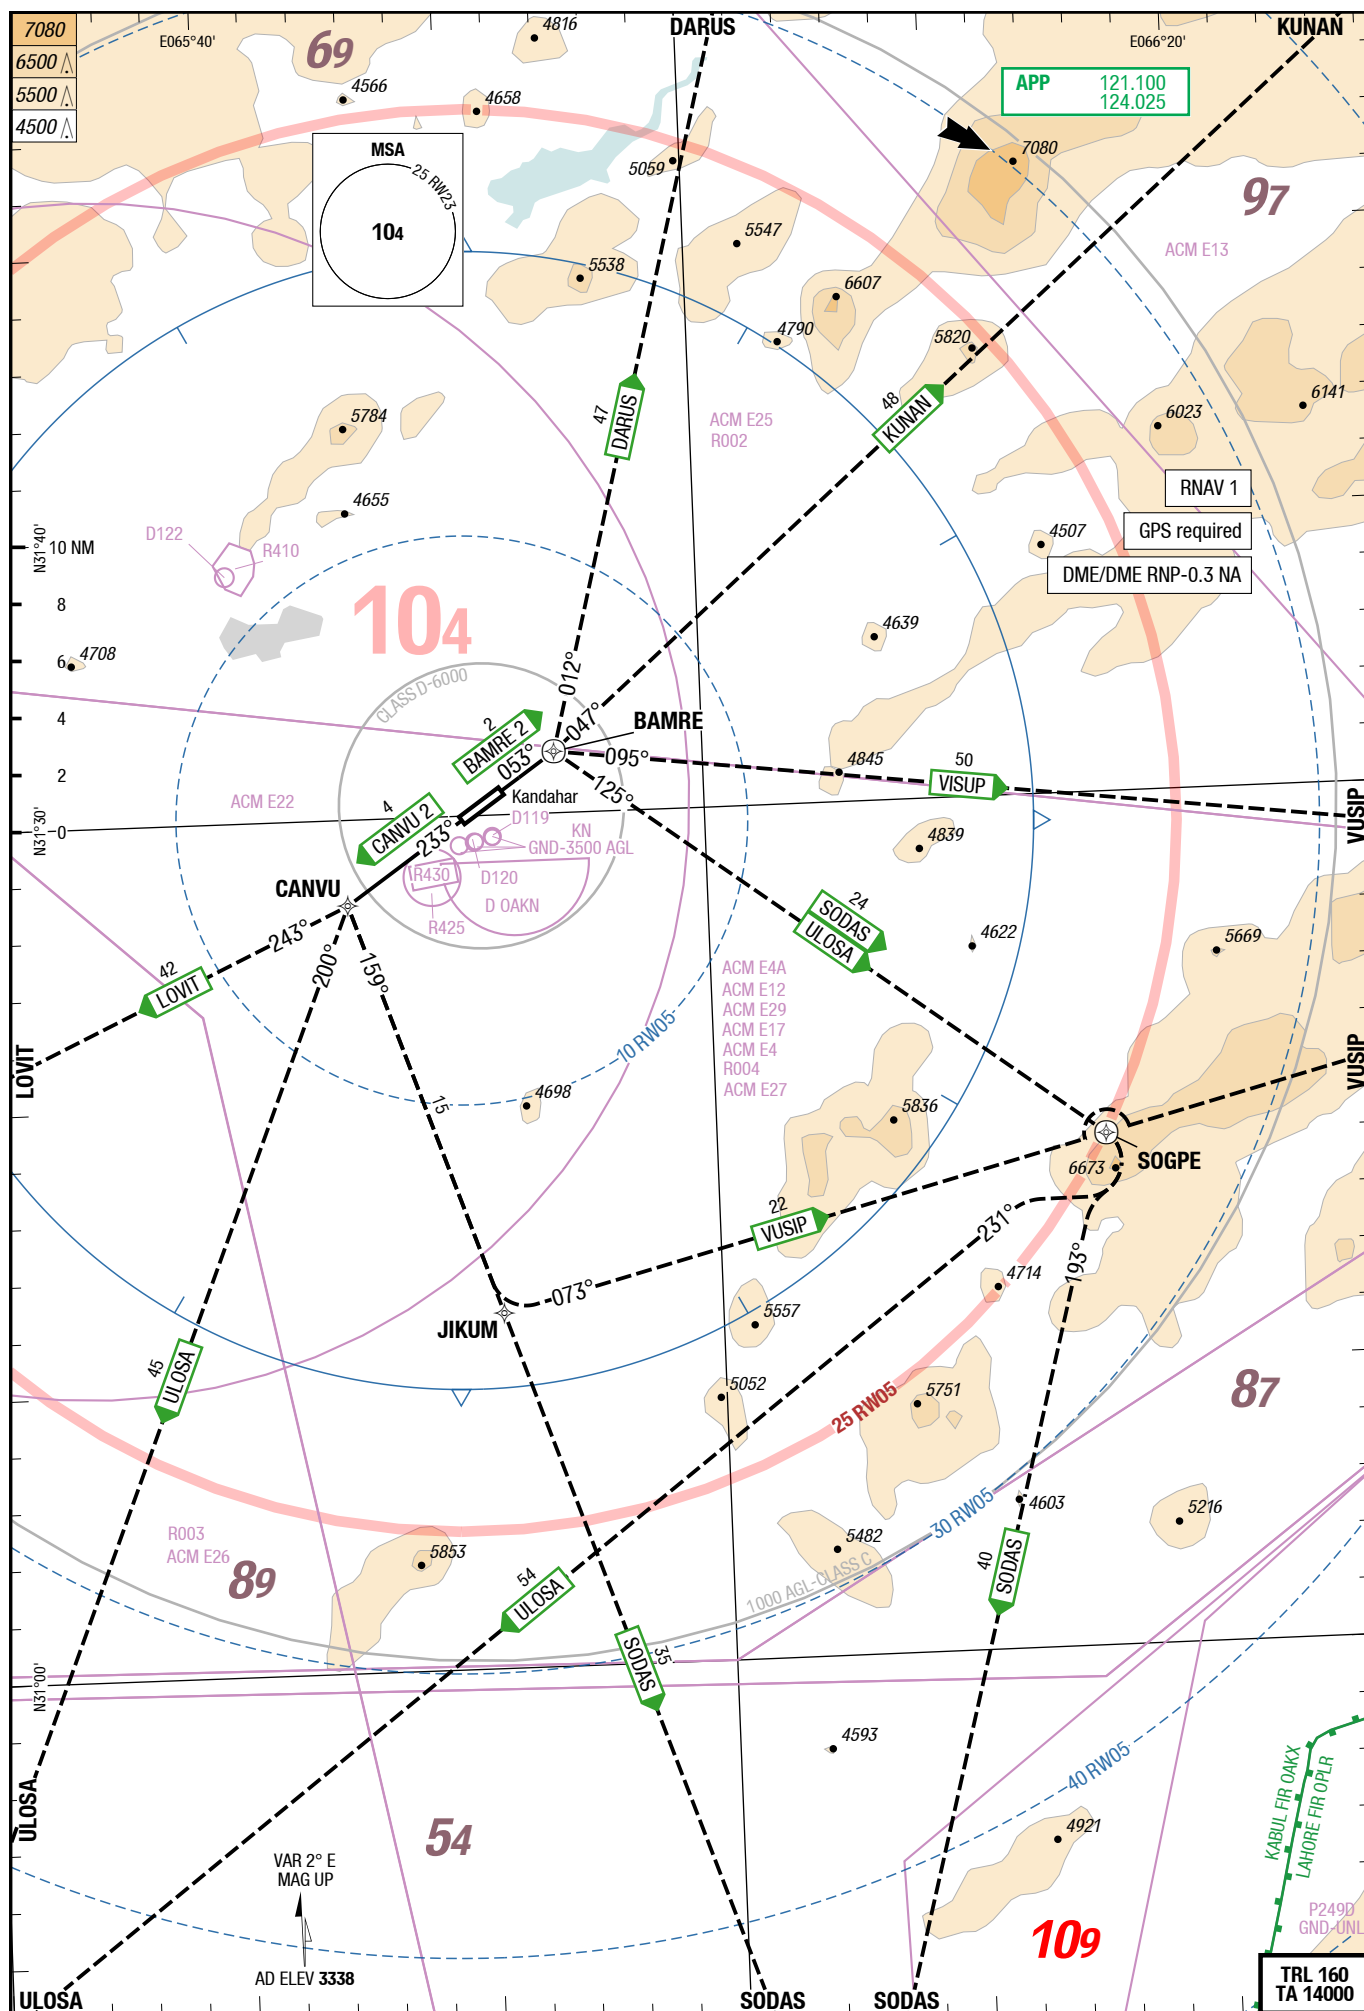 7080
6500
5500
4500
E065°40'
69
4816
DARUS
E066°20'
KUNAN
APP 121.100
124.025
4566
4658
MSA
25 RW23
104
5059
7080
97
ACM E13
5547
5538
6607
4790
5820
6141
6023
47
DARUS
48
KUNAN
ACM E25
R002
5784
4655
RNAV 1
GPS required
DME/DME RNP-0.3 NA
4507
D122
R410
N31°40'
10 NM
8
6
4
2
0
N31°30'
104
4639
4708
CLASS D-6000
012°
047°
BAMRE
2
BAMRE 2
053°
095°
125°
4845
50
VISUP
VUSIP
ACM E22
4
CANVU 2
233°
Kandahar
D119
KN
GND-3500 AGL
D120
R430
D OAKN
R425
4839
CANVU
24
SODAS
ULOSA
4622
5669
243°
200°
159°
42
LOVIT
LOVIT
ACM E4A
ACM E12
ACM E29
ACM E17
ACM E4
R004
ACM E27
10 RW05
VUSIP
15
4698
5836
SOGPE
6673
22
VUSIP
231°
193°
073°
JIKUM
4714
5557
45
ULOSA
5052
5751
25 RW05
87
30 RW05
4603
5216
R003
ACM E26
89
5853
5482
1000 AGL-CLASS C
54
ULOSA
40
SODAS
35
SODAS
N31°00'
4593
40 RW05
KABUL FIR OAKX
LAHORE FIR OPLR
ULOSA
54
4921
VAR 2° E
MAG UP
109
P249D
GND-UNL
AD ELEV 3338
TRL 160
TA 14000
ULOSA
SODAS
SODAS